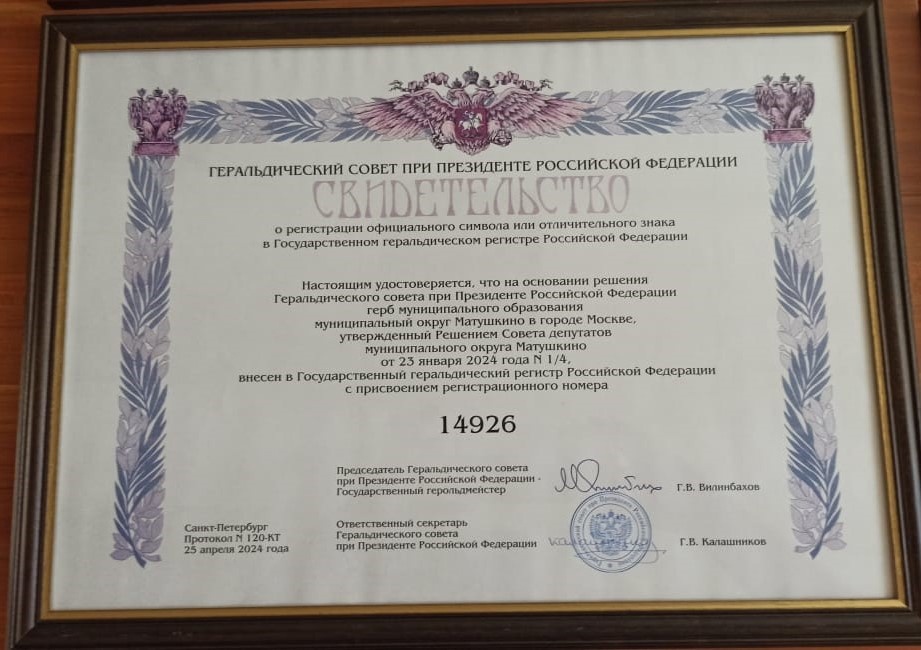 ГЕРАЛЬДИЧЕСКИЙ СОВЕТ ПРИ ПРЕЗИДЕНТЕ РОССИЙСКОЙ ФЕДЕРАЦИИ
СВИДЕТЕЛЬСТВО
о регистрации официального символа или отличительного знака
в Государственном геральдическом регистре Российской Федерации
Настоящим удостоверяется, что на основании решения
Геральдического совета при Президенте Российской Федерации
герб муниципального образования
муниципальный округ Матушкино в городе Москве,
утвержденный Решением Совета депутатов
муниципального округа Матушкино
от 23 января 2024 года N 1/4,
внесен в Государственный геральдический регистр Российской Федерации
с присвоением регистрационного номера
14926
Председатель Геральдического совета
при Президенте Российской Федерации -
Государственный герольдмейстер
Г.В. Вилинбахов
Санкт-Петербург
Протокол N 120-КТ
25 апреля 2024 года
Ответственный секретарь
Геральдического совета
при Президенте Российской Федерации
Г.В. Калашников